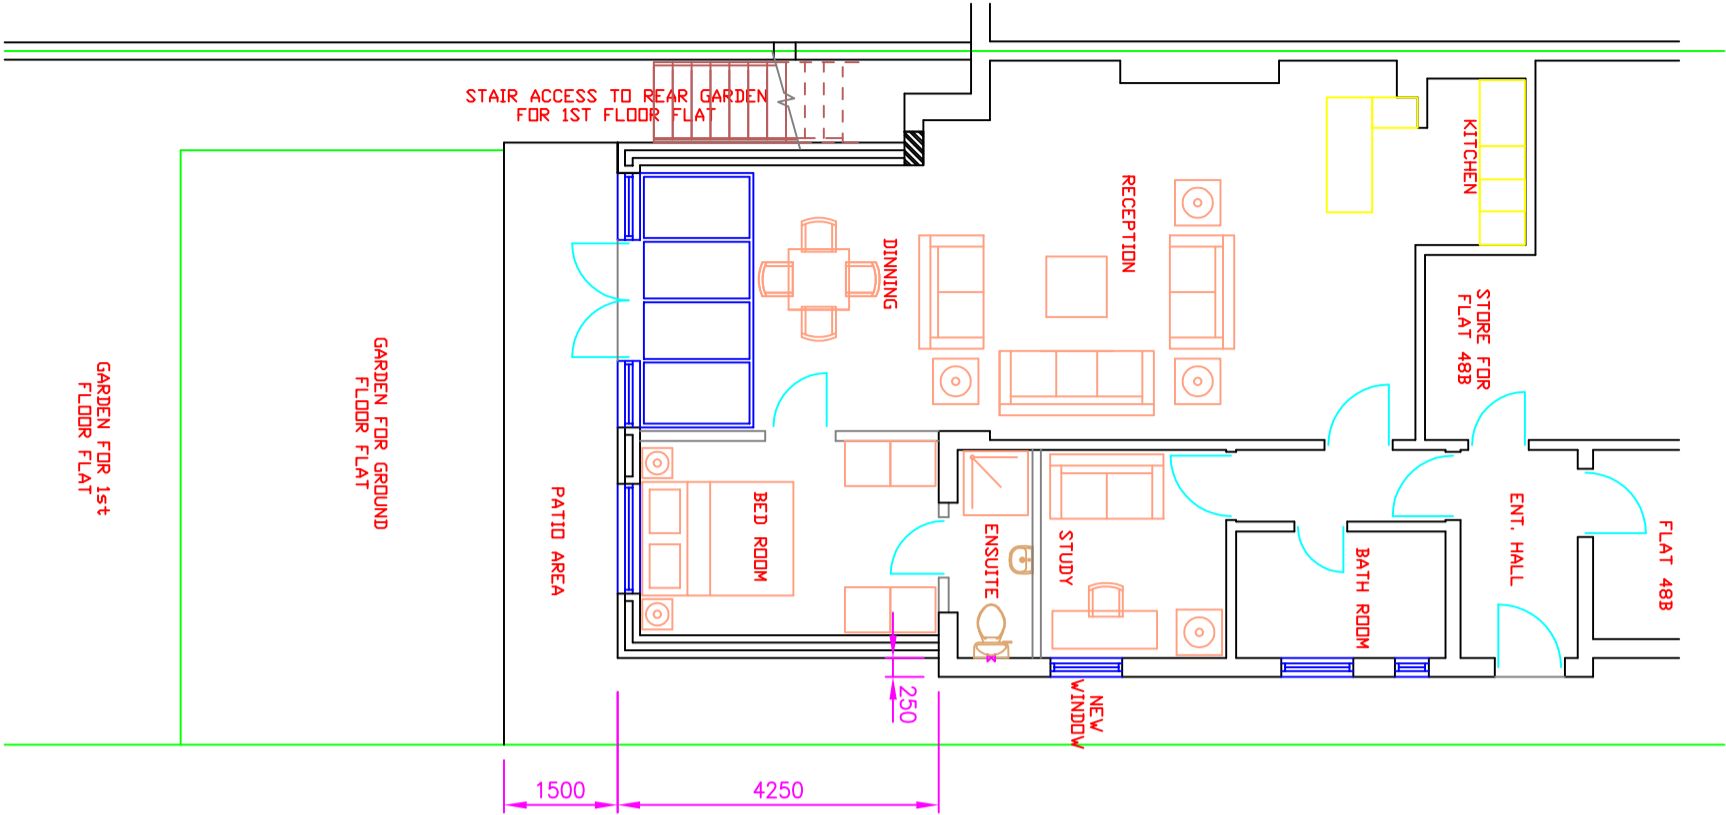 STAIR ACCESS TO REAR GARDEN
FOR 1ST FLOOR FLAT
KITCHEN
RECEPTION
DINNING
STORE FOR
FLAT 48B
GARDEN FOR GROUND
FLOOR FLAT
GARDEN FOR 1st
FLOOR FLAT
PATIO AREA
BED ROOM
ENSUITE
STUDY
BATH ROOM
ENT. HALL
FLAT 48B
NEW
WINDOW
250
1500
4250